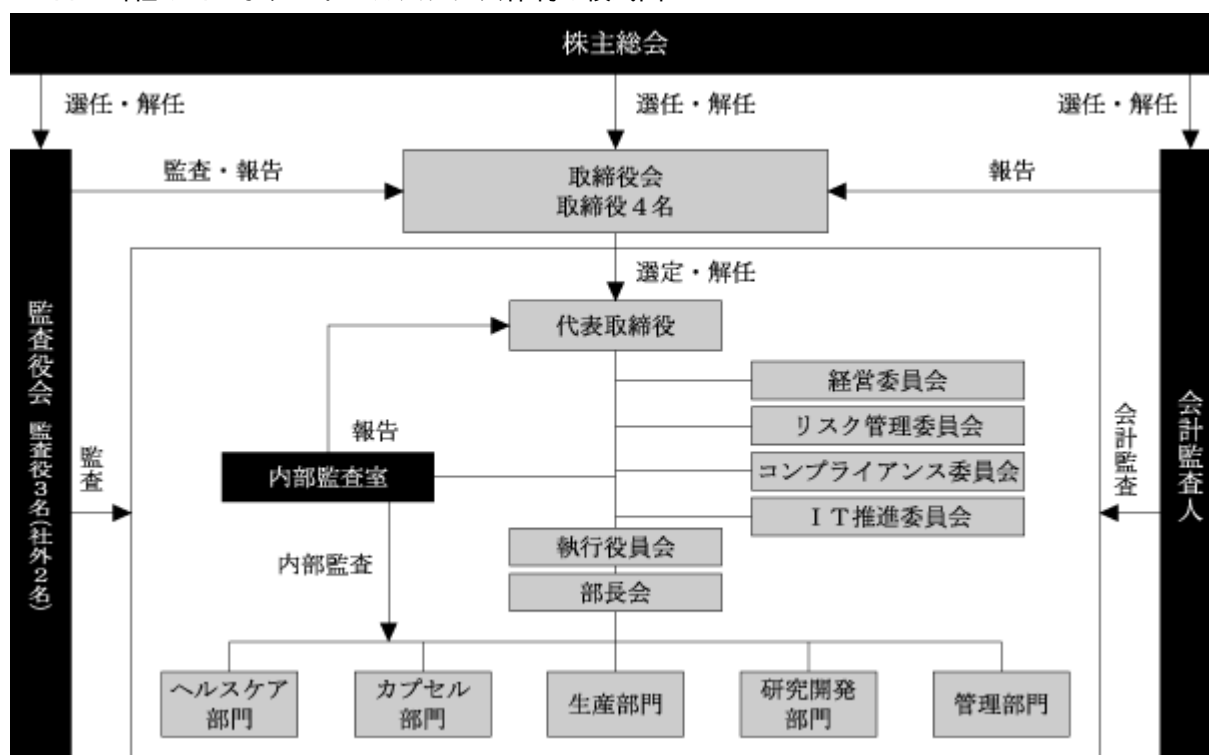 株主総会
選任・解任
選任・解任
選任・解任
監査・報告
取締役会
取締役4名
報告
選定・解任
代表取締役
監査役会 監査役3名(社外2名)
監査
経営委員会
リスク管理委員会
コンプライアンス委員会
IT推進委員会
報告
内部監査室
会計監査
会計監査人
執行役員会
部長会
内部監査
ヘルスケア
部門
カプセル
部門
生産部門
研究開発
部門
管理部門